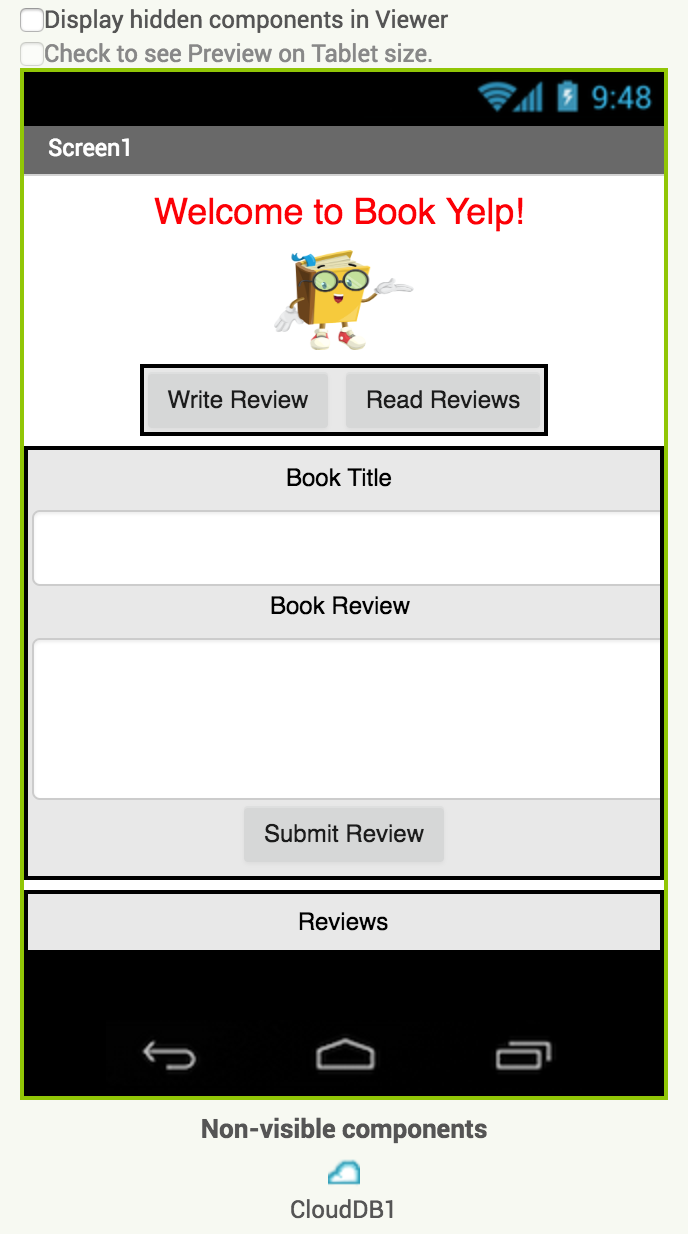 Display hidden components in Viewer
Check to see Preview on Tablet size.
9:48
Screen1
Welcome to Book Yelp!
Write Review Read Reviews
Book Title
Book Review
Submit Review
Reviews
Non-visible components
CloudDB1